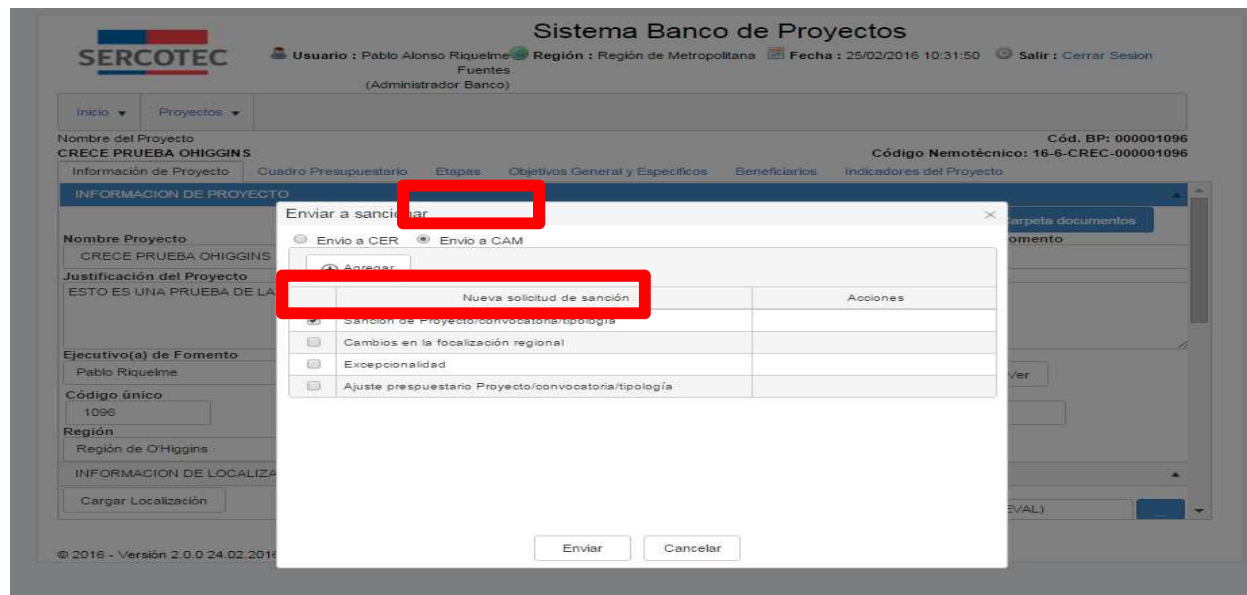 Sistema Banco de Proyectos
SERCOTEC
Usuario : Pablo Alonso Riquelme Fuentes
(Administrador Banco)
Región : Región de Metropolitana
Fecha : 25/02/2016 10:31:50
Salir : Cerrar Sesion
Inicio
Proyectos
Nombre del Proyecto
Cód. BP: 000001096
CRECE PRUEBA OHIGGINS
Código Nemotécnico: 16-6-CREC-000001096
Información de Proyecto
Cuadro Presupuestario
Etapas
Objetivos General y Especificos
Beneficiarios
Indicadores del Proyecto
INFORMACION DE PROYECTO
Enviar a sancionar
Carpeta documentos
Envio a CER
Envio a CAM
Nombre Proyecto
omento
CRECE PRUEBA OHIGGINS
Agregar
Justificación del Proyecto
ESTO ES UNA PRUEBA DE LA
Nueva solicitud de sanción
Acciones
Sanción de Proyecto/convocatoria/tipología
Cambios en la focalización regional
Excepcionalidad
Ajuste prespuestario Proyecto/convocatoria/tipología
Ejecutivo(a) de Fomento
Pablo Riquelme
Ver
Código único
1096
Región
Región de O'Higgins
INFORMACION DE LOCALIZA
Cargar Localización
EVAL)
Enviar
Cancelar
© 2016 - Versión 2.0.0 24.02.2016